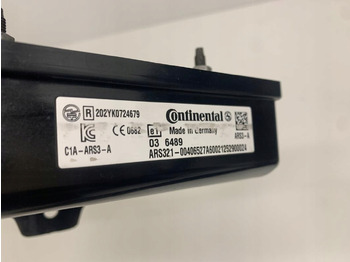 R 202YK0724679
Continental
ARS3-A
CE 0682 e1 Made in Germany
C1A-ARS3-A
03 6489
ARS321-00406527A60021252900024